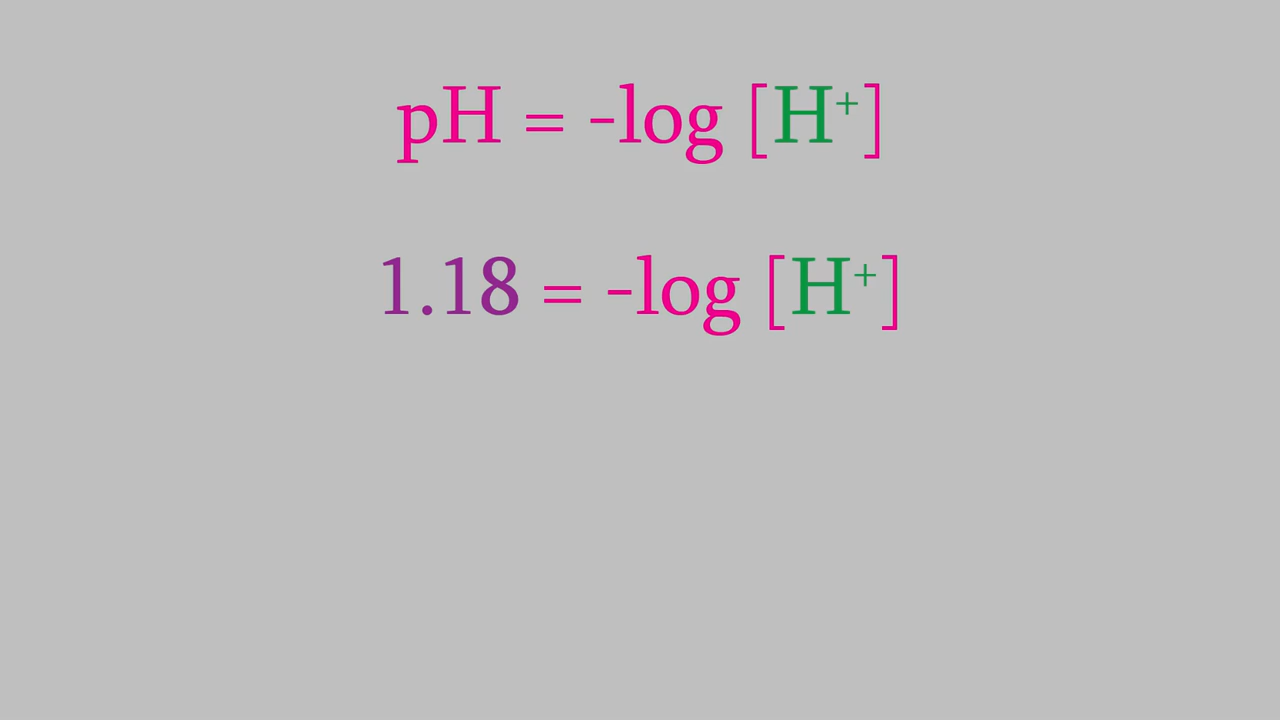 pH = -log [H⁺]
1.18 = -log [H⁺]